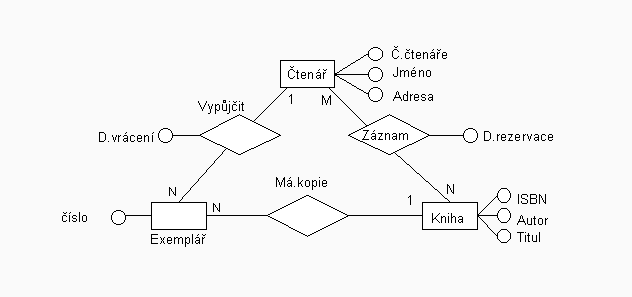 Č.čtenáře
Čtenář
Jméno
Adresa
1
M
Vypůjčit
D.vrácení
Záznam
D.rezervace
Má.kopie
N
N
N
1
číslo
Exemplář
Kniha
ISBN
Autor
Titul